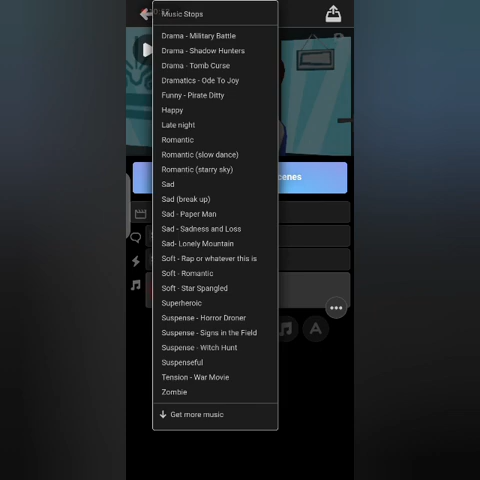 Music Stops
Drama - Military Battle
Drama - Shadow Hunters
Drama - Tomb Curse
Dramatics - Ode To Joy
Funny - Pirate Ditty
Happy
Late night
Romantic
Romantic (slow dance)
Romantic (starry sky)
Sad
cenes
Sad (break up)
Sad - Paper Man
Sad - Sadness and Loss
Sad- Lonely Mountain
Soft - Rap or whatever this is
Soft - Romantic
Soft - Star Spangled
Superheroic
Suspense - Horror Droner
Suspense - Signs in the Field
A
Suspense - Witch Hunt
Suspenseful
Tension - War Movie
Zombie
Get more music